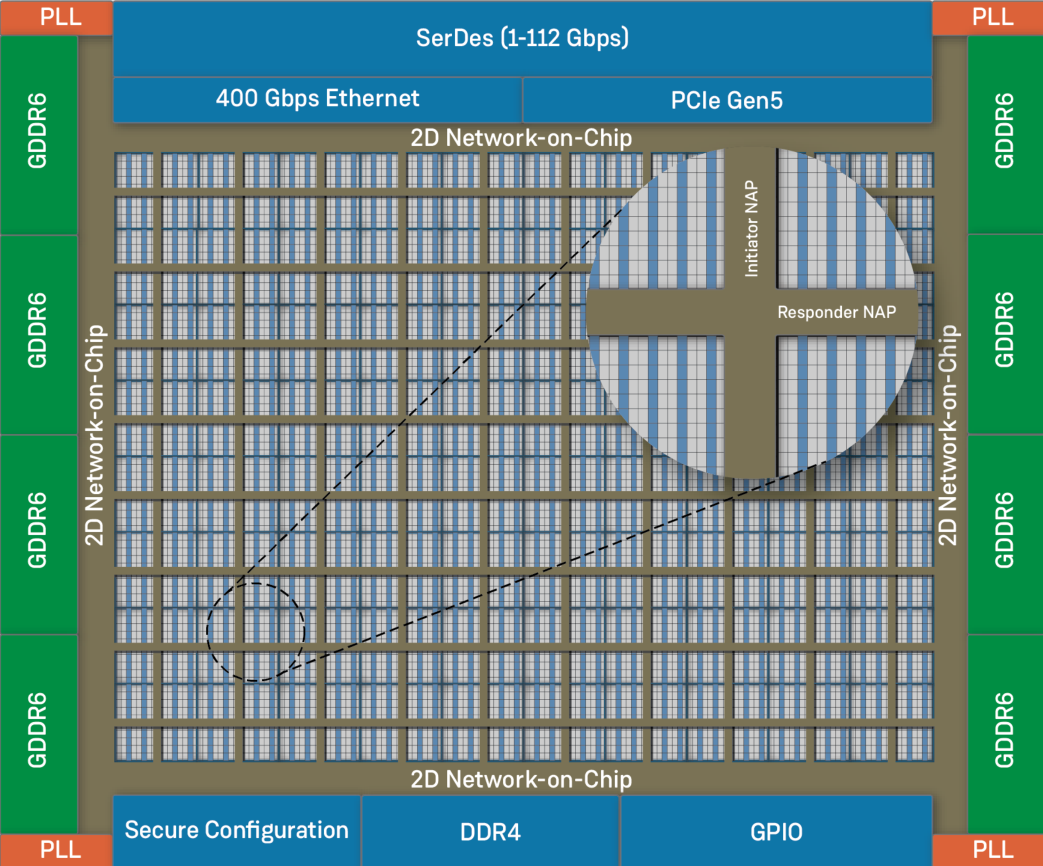 PLL
SerDes (1-112 Gbps)
PLL
400 Gbps Ethernet
PCIe Gen5
GDDR6
GDDR6
2D Network-on-Chip
Initiator NAP
Responder NAP
GDDR6
GDDR6
2D Network-on-Chip
2D Network-on-Chip
GDDR6
GDDR6
GDDR6
GDDR6
2D Network-on-Chip
Secure Configuration
DDR4
GPIO
PLL
PLL